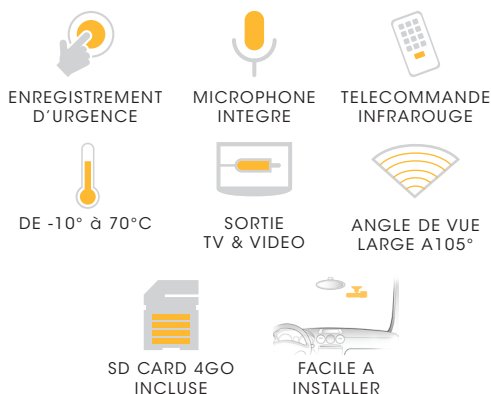 ENREGISTREMENT
D'URGENCE
MICROPHONE
INTEGRE
TELECOMMANDE
INFRAROUGE
DE -10° à 70°C
SORTIE
TV & VIDEO
ANGLE DE VUE
LARGE A105°
SD CARD 4GO
INCLUSE
FACILE A
INSTALLER